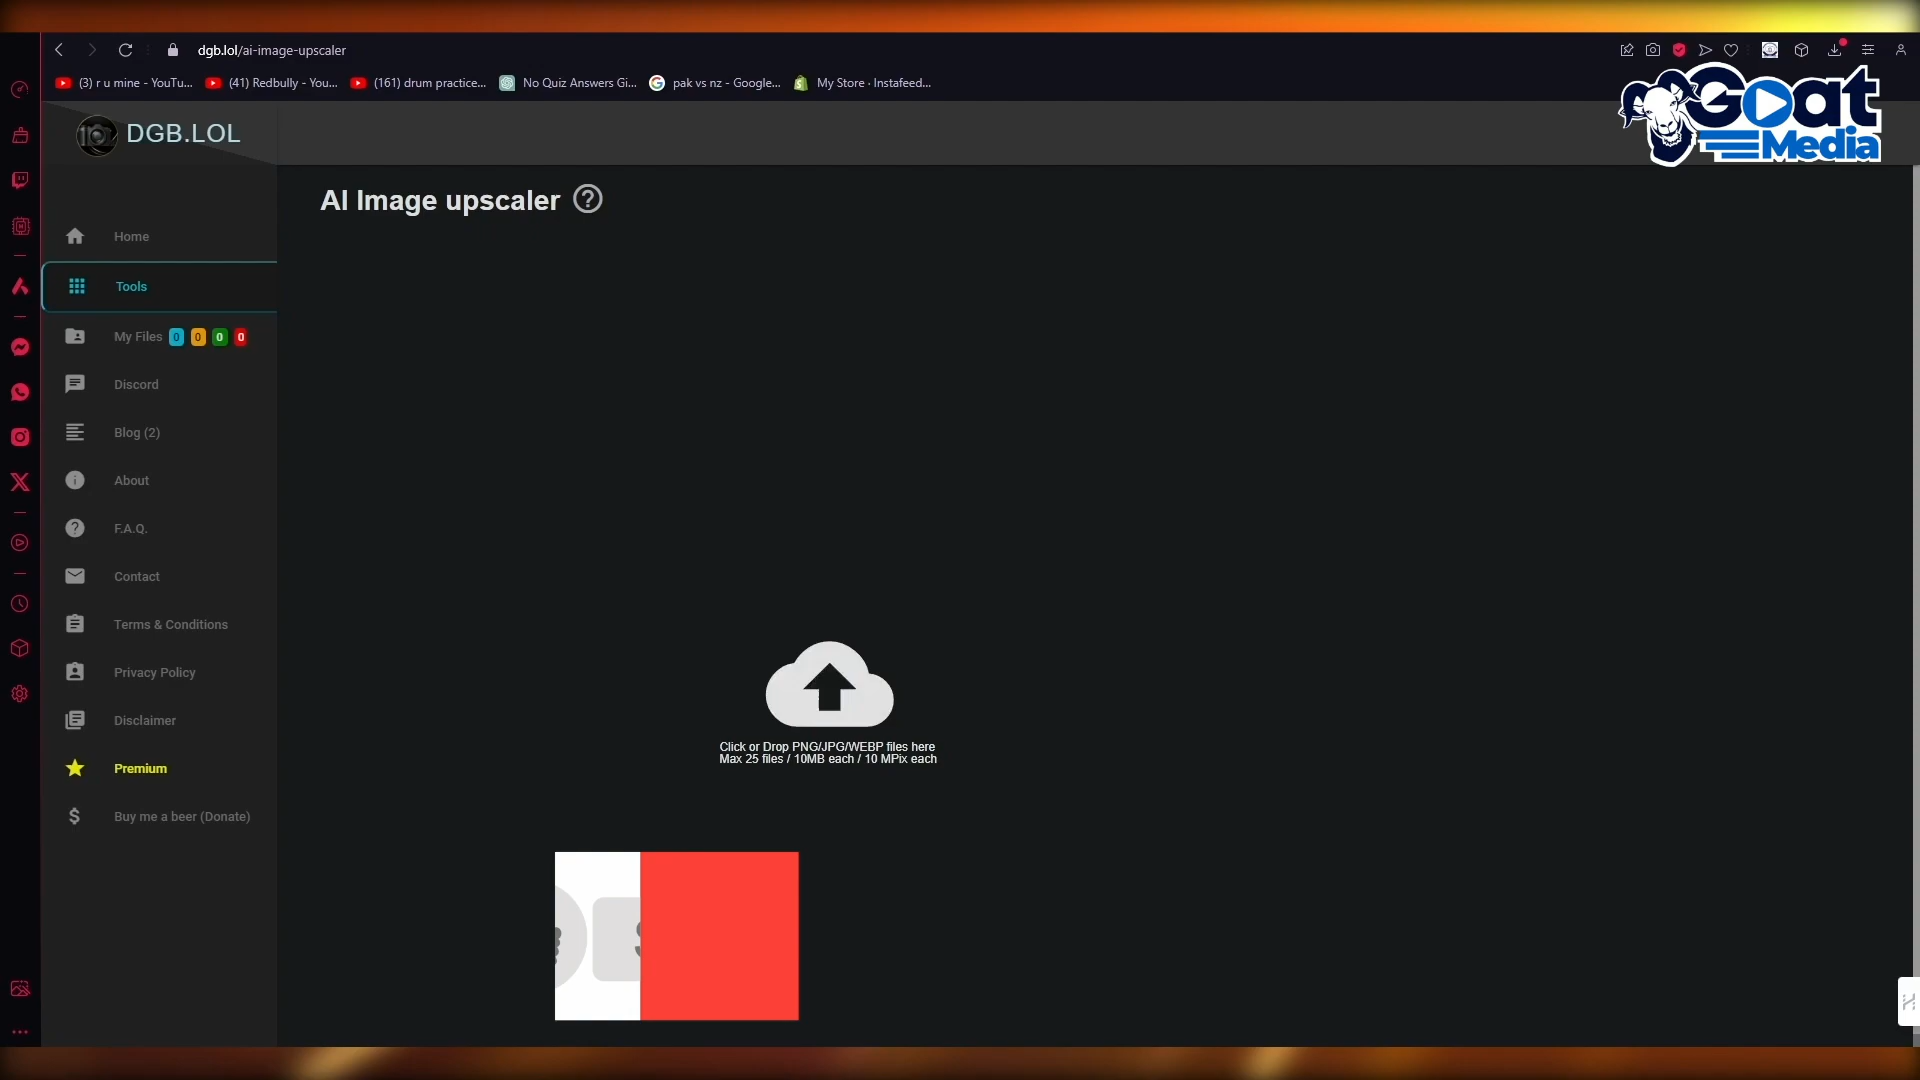 dgb.lol/ai-image-upscaler
(3) r u mine - YouTu...
(41) Redbully - You...
(161) drum practice...
No Quiz Answers Gi...
pak vs nz - Google...
My Store · Instafeed...
Goat
Media
DGB.LOL
AI Image upscaler
Home
Tools
My Files 0 0 0 0
Discord
Blog (2)
About
F.A.Q.
Contact
Terms & Conditions
Privacy Policy
Disclaimer
Premium
Buy me a beer (Donate)
Click or Drop PNG/JPG/WEBP files here
Max 25 files / 10MB each / 10 MPix each